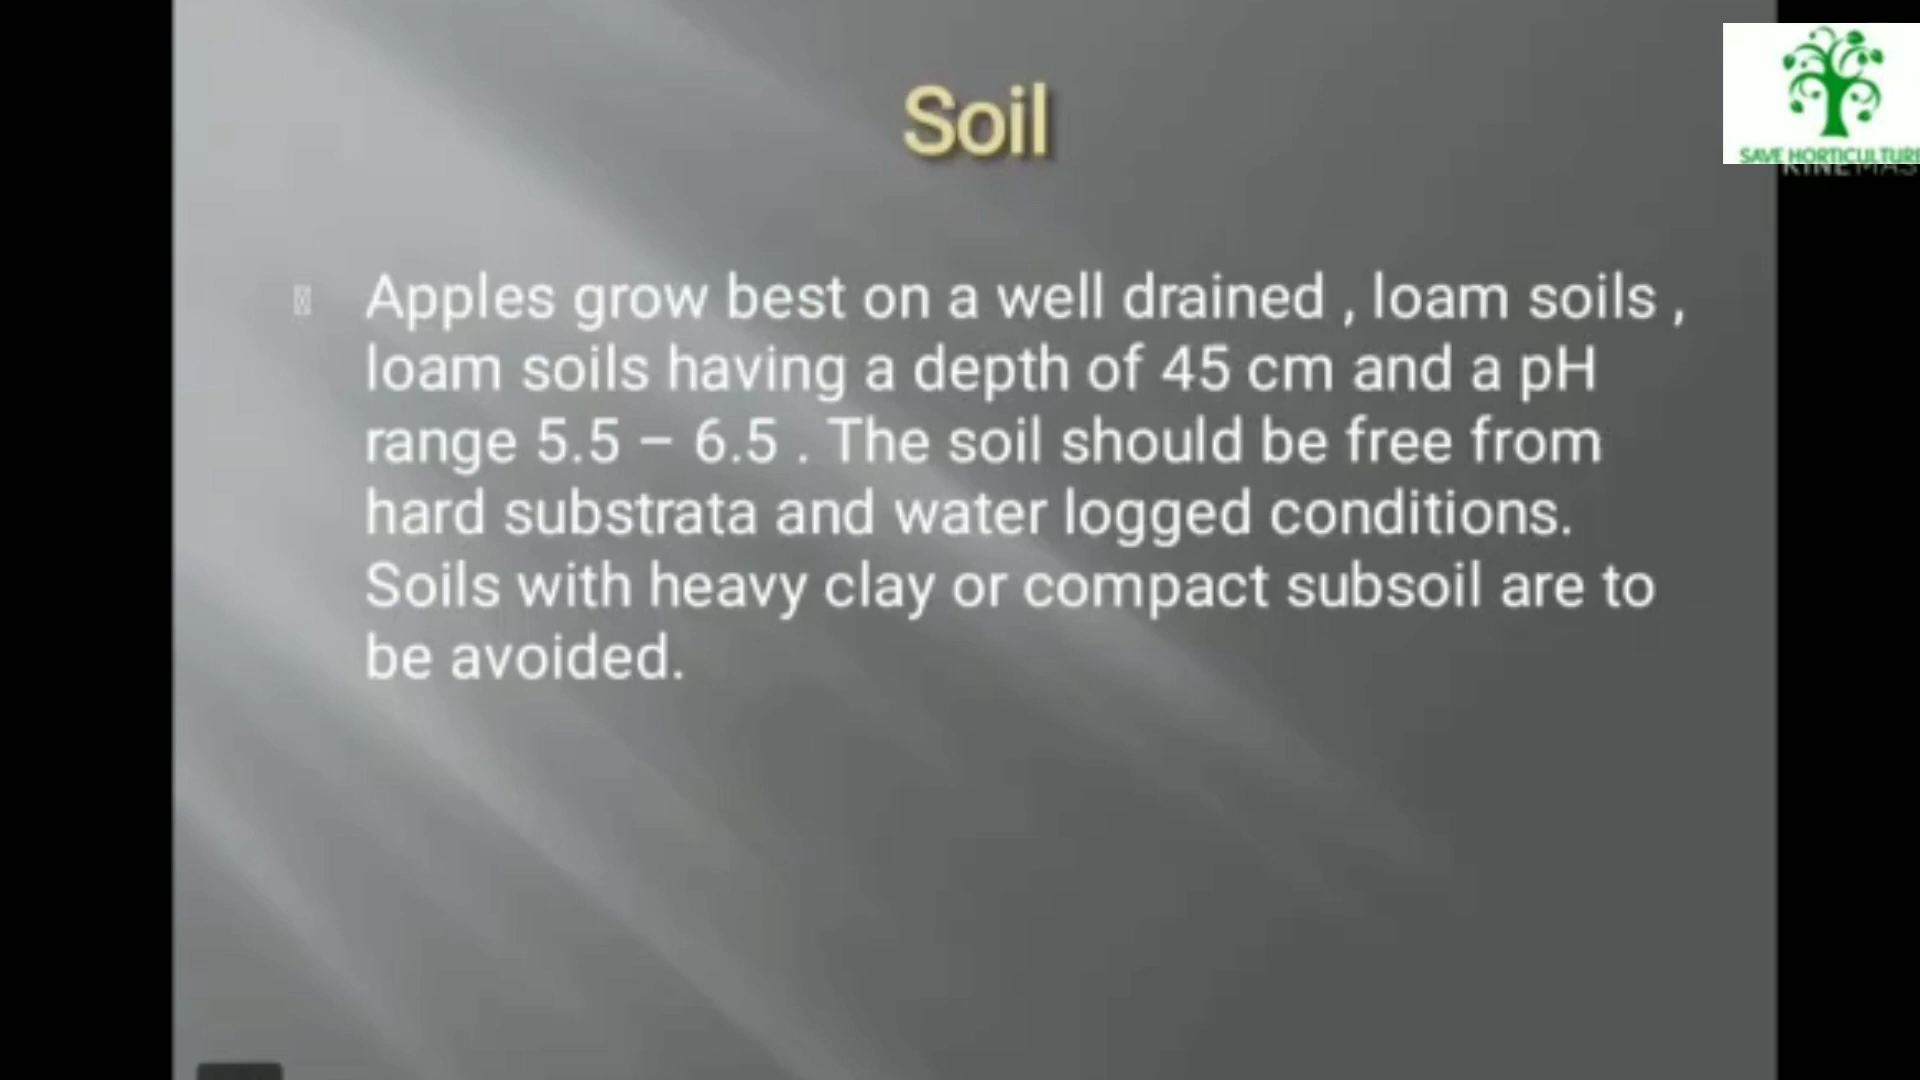 Soil
SAVE HORTICULTURE
Apples grow best on a well drained , loam soils ,
loam soils having a depth of 45 cm and a pH
range 5.5 – 6.5 . The soil should be free from
hard substrata and water logged conditions.
Soils with heavy clay or compact subsoil are to
be avoided.